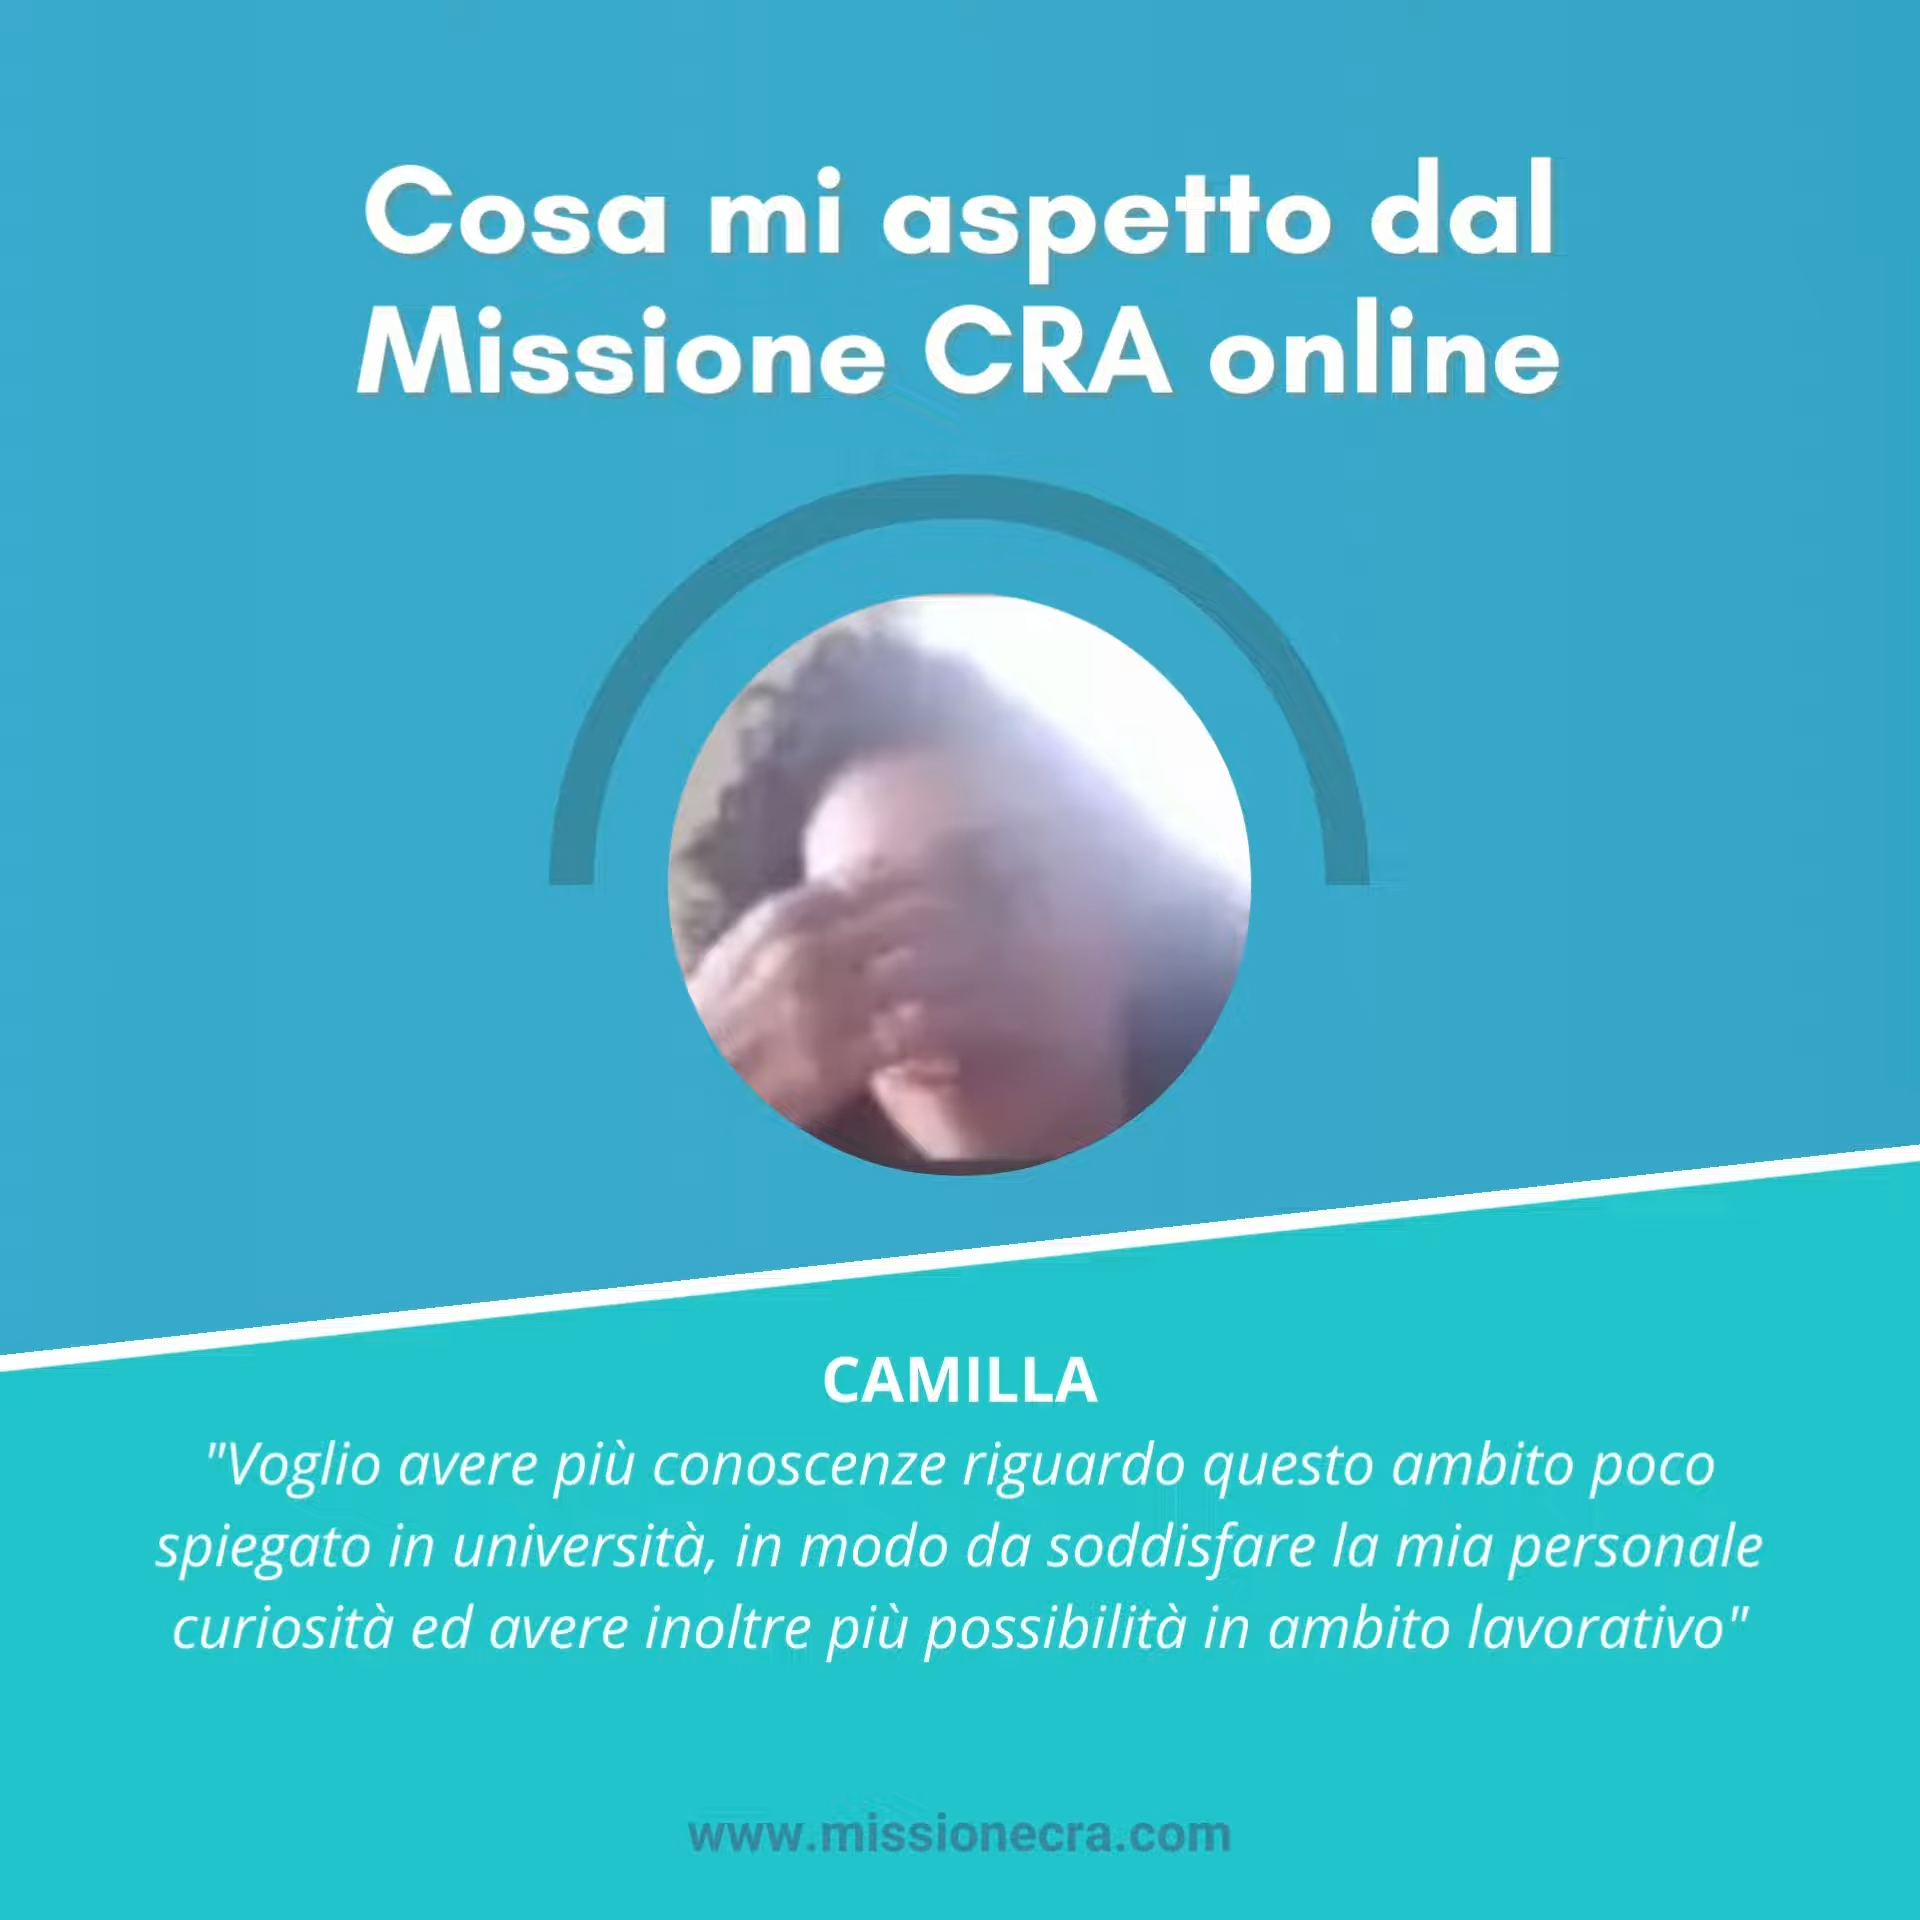 Cosa mi aspetto dal
Missione CRA online
CAMILLA
"Voglio avere più conoscenze riguardo questo ambito poco
spiegato in università, in modo da soddisfare la mia personale
curiosità ed avere inoltre più possibilità in ambito lavorativo"
www.missionecra.com